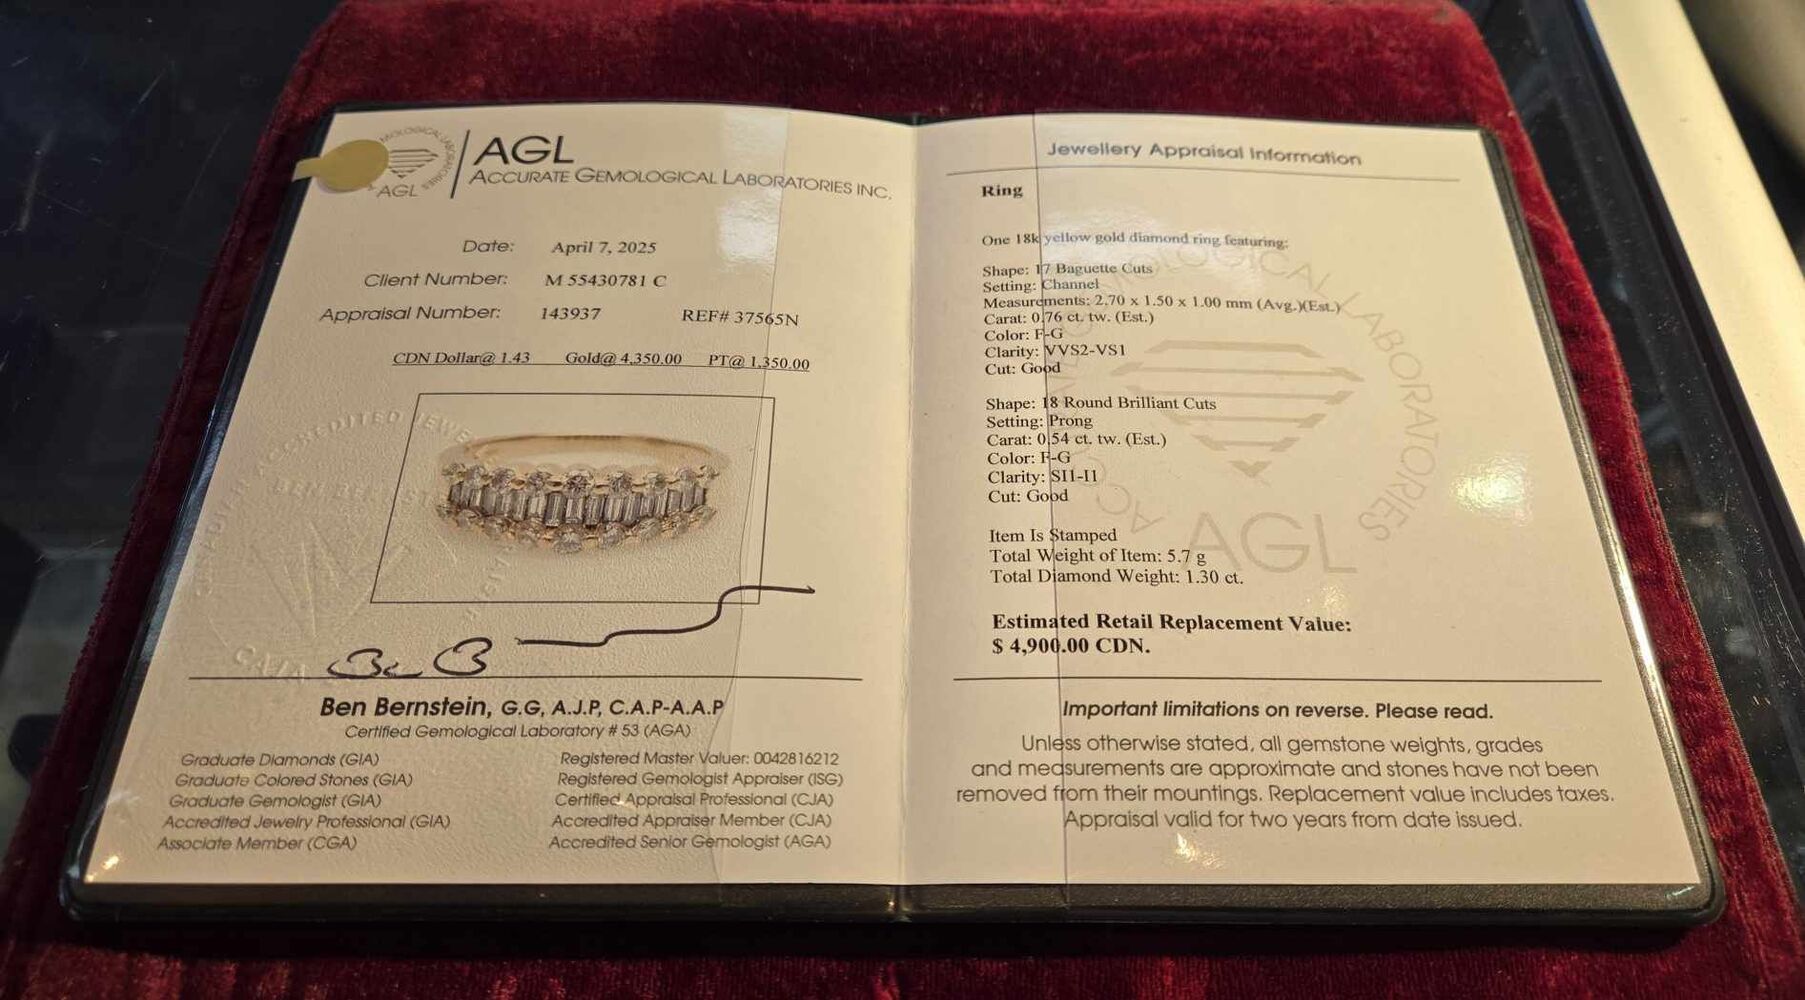 AGL
ACCURATE GEMOLOGICAL LABORATORIES INC.
AGL
Date: April 7, 2025
Client Number: M 55430781 C
Appraisal Number: 143937 REF# 37565N
CDN Dollar@ 1.43 Gold@ 4,350.00 PT@ 1,350.00
CAJA
Ben Bernstein, G.G, A.J.P, C.A.P-A.A.P
Certified Gemological Laboratory # 53 (AGA)
Graduate Diamonds (GIA)
Graduate Colored Stones (GIA)
Graduate Gemologist (GIA)
Accredited Jewelry Professional (GIA)
Associate Member (CGA)
Registered Master Valuer: 0042816212
Registered Gemologist Appraiser (ISG)
Certified Appraisal Professional (CJA)
Accredited Appraiser Member (CJA)
Accredited Senior Gemologist (AGA)
Jewellery Appraisal Information
Ring
One 18k yellow gold diamond ring featuring:
Shape: 17 Baguette Cuts
Setting: Channel
Measurements: 2.70 x 1.50 x 1.00 mm (Avg.)(Est.)
Carat: 0.76 ct. tw. (Est.)
Color: F-G
Clarity: VVS2-VS1
Cut: Good
Shape: 18 Round Brilliant Cuts
Setting: Prong
Carat: 0.54 ct. tw. (Est.)
Color: F-G
Clarity: SI1-I1
Cut: Good
Item Is Stamped
Total Weight of Item: 5.7 g
Total Diamond Weight: 1.30 ct.
AGL
Estimated Retail Replacement Value:
$ 4,900.00 CDN.
Important limitations on reverse. Please read.
Unless otherwise stated, all gemstone weights, grades
and measurements are approximate and stones have not been
removed from their mountings. Replacement value includes taxes.
Appraisal valid for two years from date issued.